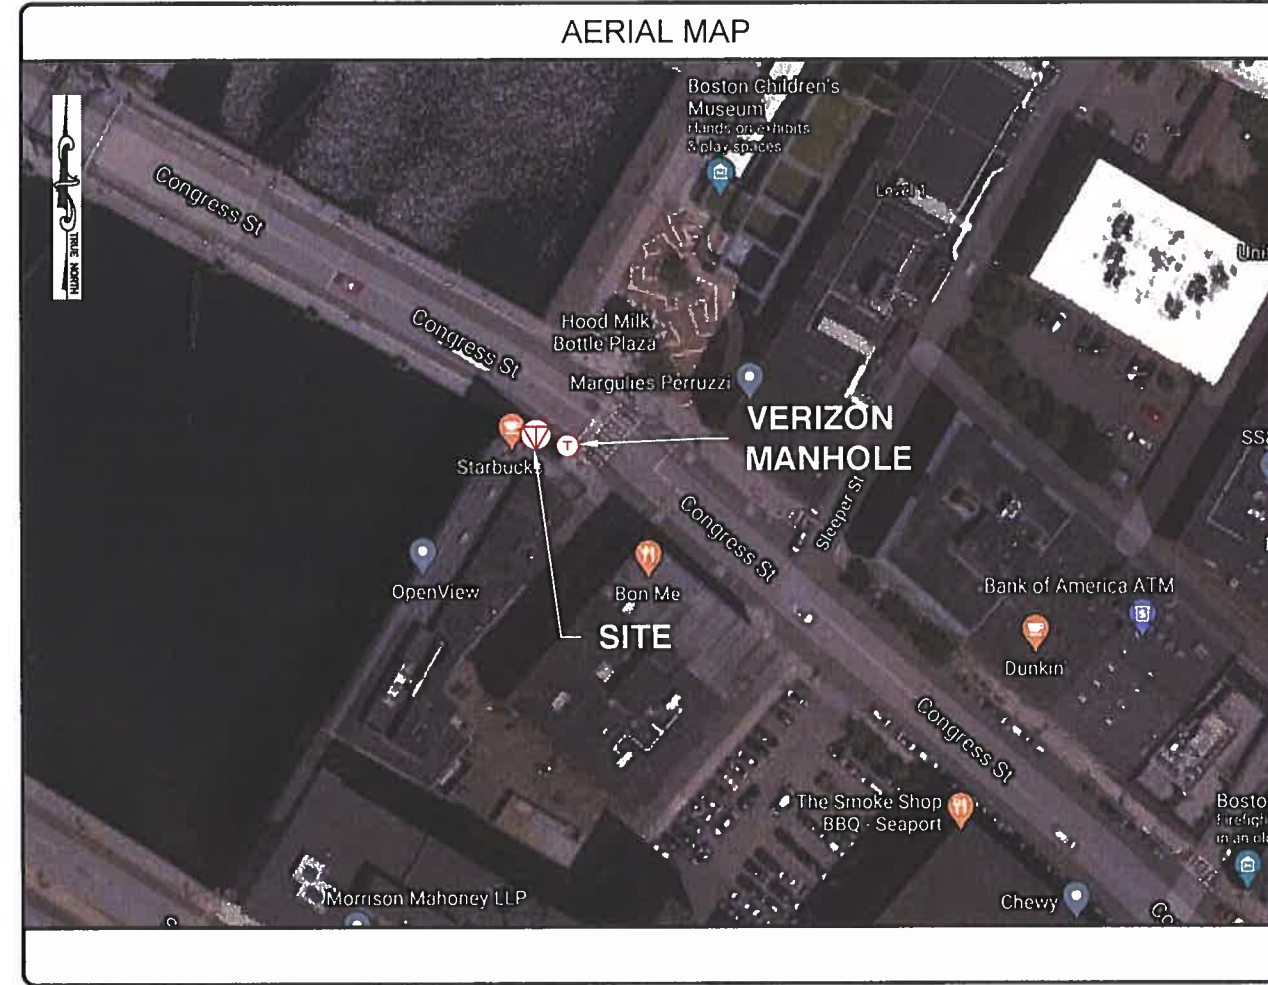 AERIAL MAP
Boston Children's
Museum
Hands on exhibits
& play spaces
Congress St
TRUE NORTH
Level 1
Hood Milk
Bottle Plaza
Congress St
Margulies Perruzzi
VERIZON
MANHOLE
T
Starbucks
Sleeper St
Congress St
OpenView
Bon Me
SITE
Bank of America ATM
Dunkin'
Congress St
The Smoke Shop
BBQ - Seaport
Morrison Mahoney LLP
Chewy